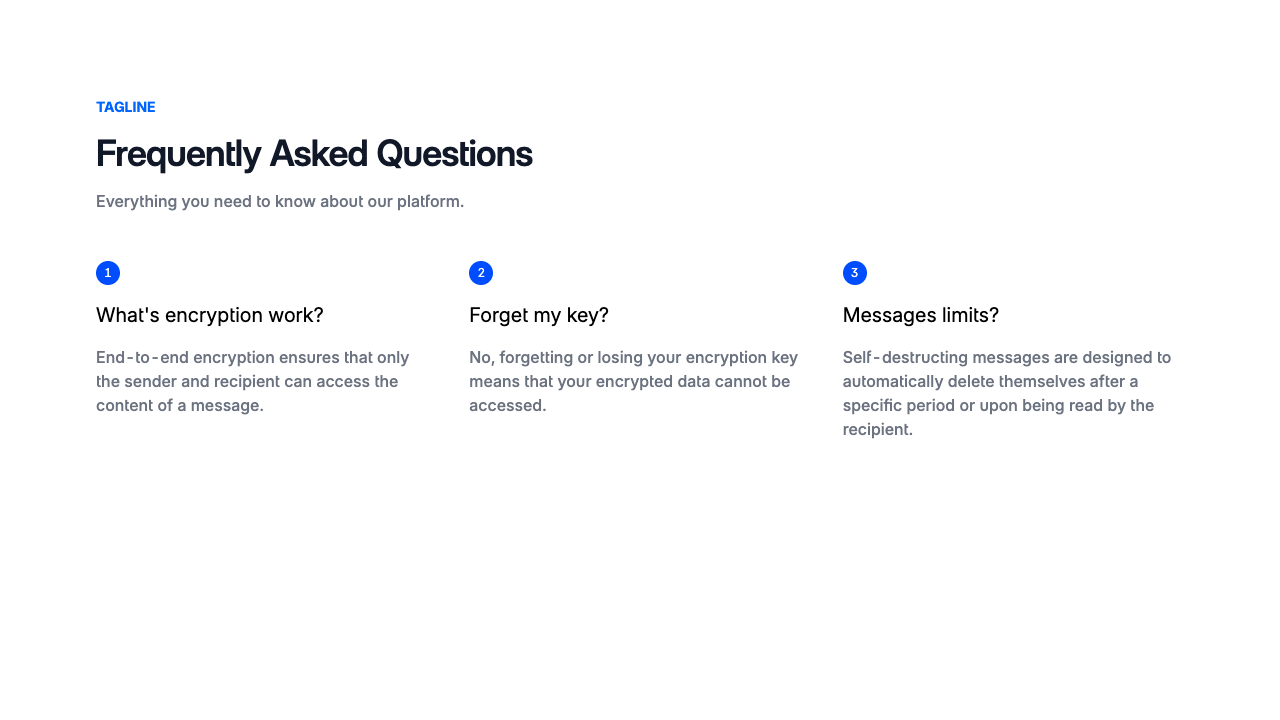 TAGLINE
Frequently Asked Questions
Everything you need to know about our platform.
1
What's encryption work?
End-to-end encryption ensures that only
the sender and recipient can access the
content of a message.
2
Forget my key?
No, forgetting or losing your encryption key
means that your encrypted data cannot be
accessed.
3
Messages limits?
Self-destructing messages are designed to
automatically delete themselves after a
specific period or upon being read by the
recipient.